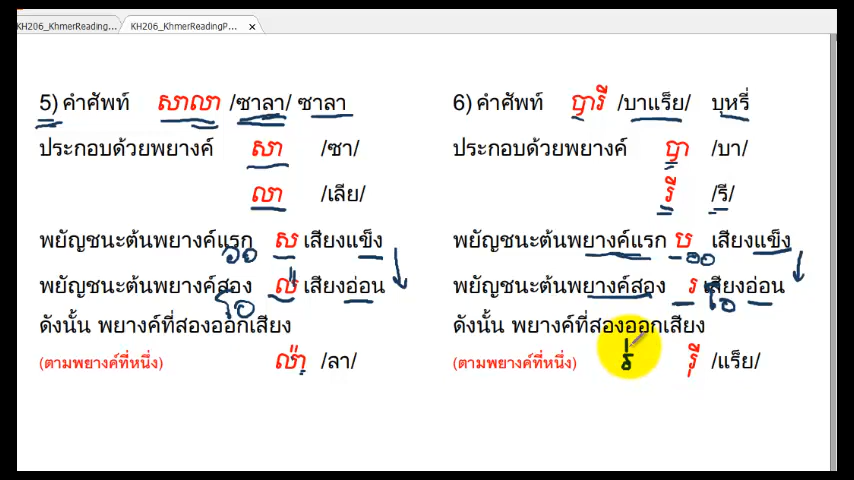 KH206_KhmerReading...
KH206_KhmerReadingP...
5) คำศัพท์ សាលា /ซาลา/ ซาลา
ประกอบด้วยพยางค์ សា /ซา/
លា /เลีย/
พยัญชนะต้นพยางค์แรก ស เสียงแข็ง
พยัญชนะต้นพยางค์สอง ល เสียงอ่อน
ดังนั้น พยางค์ที่สองออกเสียง
(ตามพยางค์ที่หนึ่ง) ល៉ា /ลา/
6) คำศัพท์ បារី /บาแร็ย/ บุหรี่
ประกอบด้วยพยางค์ បា /บา/
រី /รี/
พยัญชนะต้นพยางค์แรก ប เสียงแข็ง
พยัญชนะต้นพยางค์สอง រ เสียงอ่อน
ดังนั้น พยางค์ที่สองออกเสียง
(ตามพยางค์ที่หนึ่ง) /แร็ย/